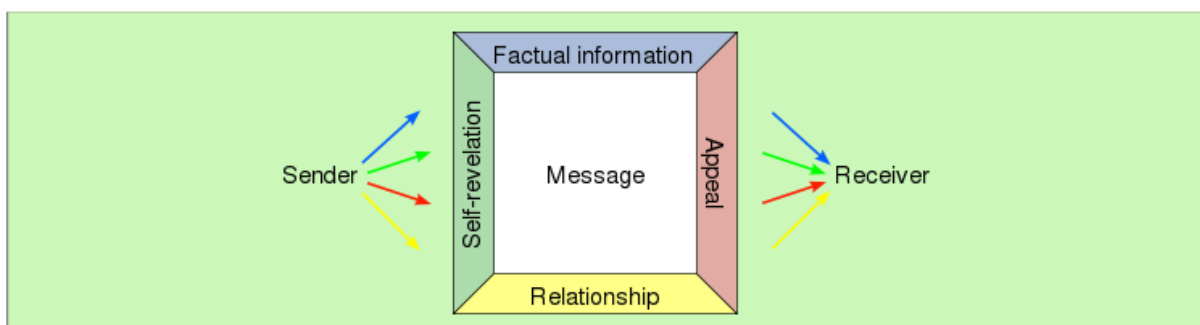 Factual information
Self-revelation
Sender
Message
Appeal
Receiver
Relationship